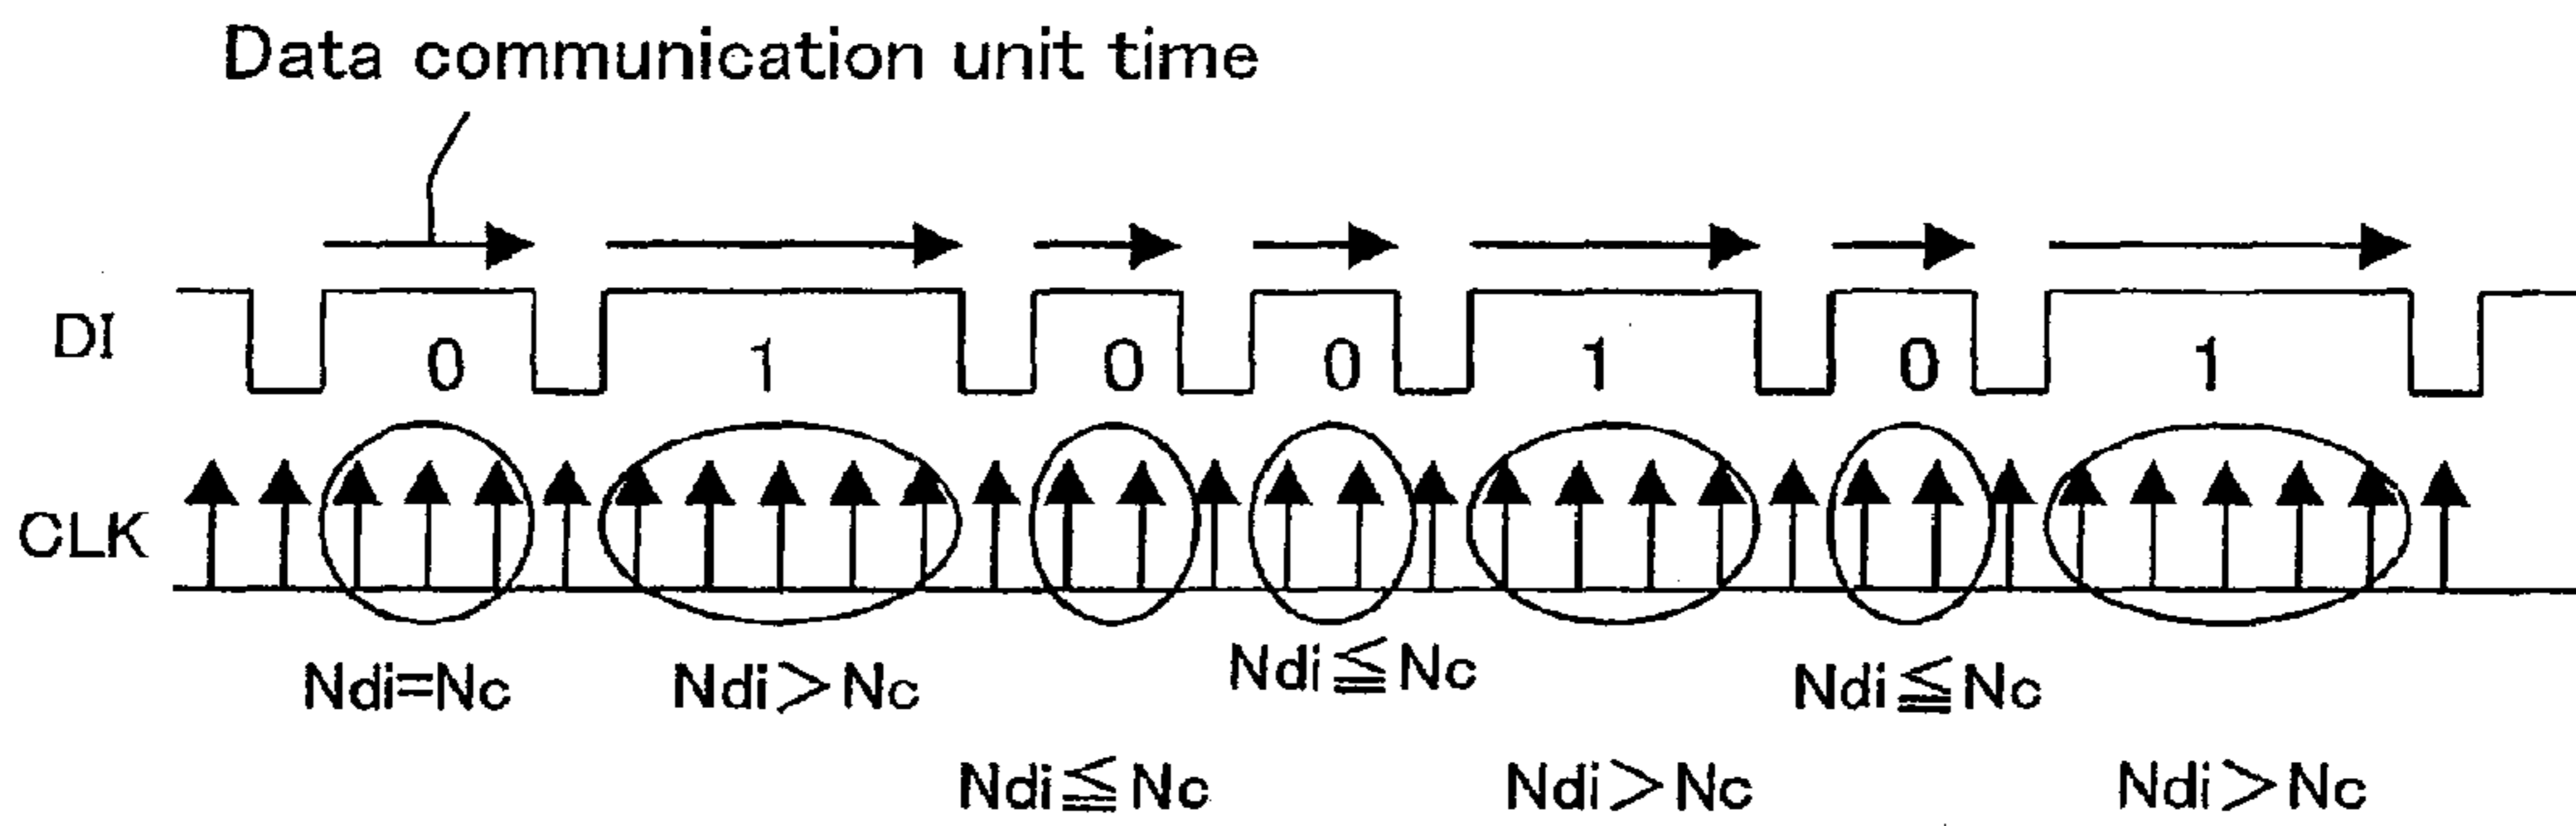 Data communication unit time
DI 0 1 0 0 1 0 1
CLK
Ndi=Nc Ndi>Nc Ndi≦Nc Ndi≦Nc
Ndi≦Nc Ndi>Nc Ndi>Nc